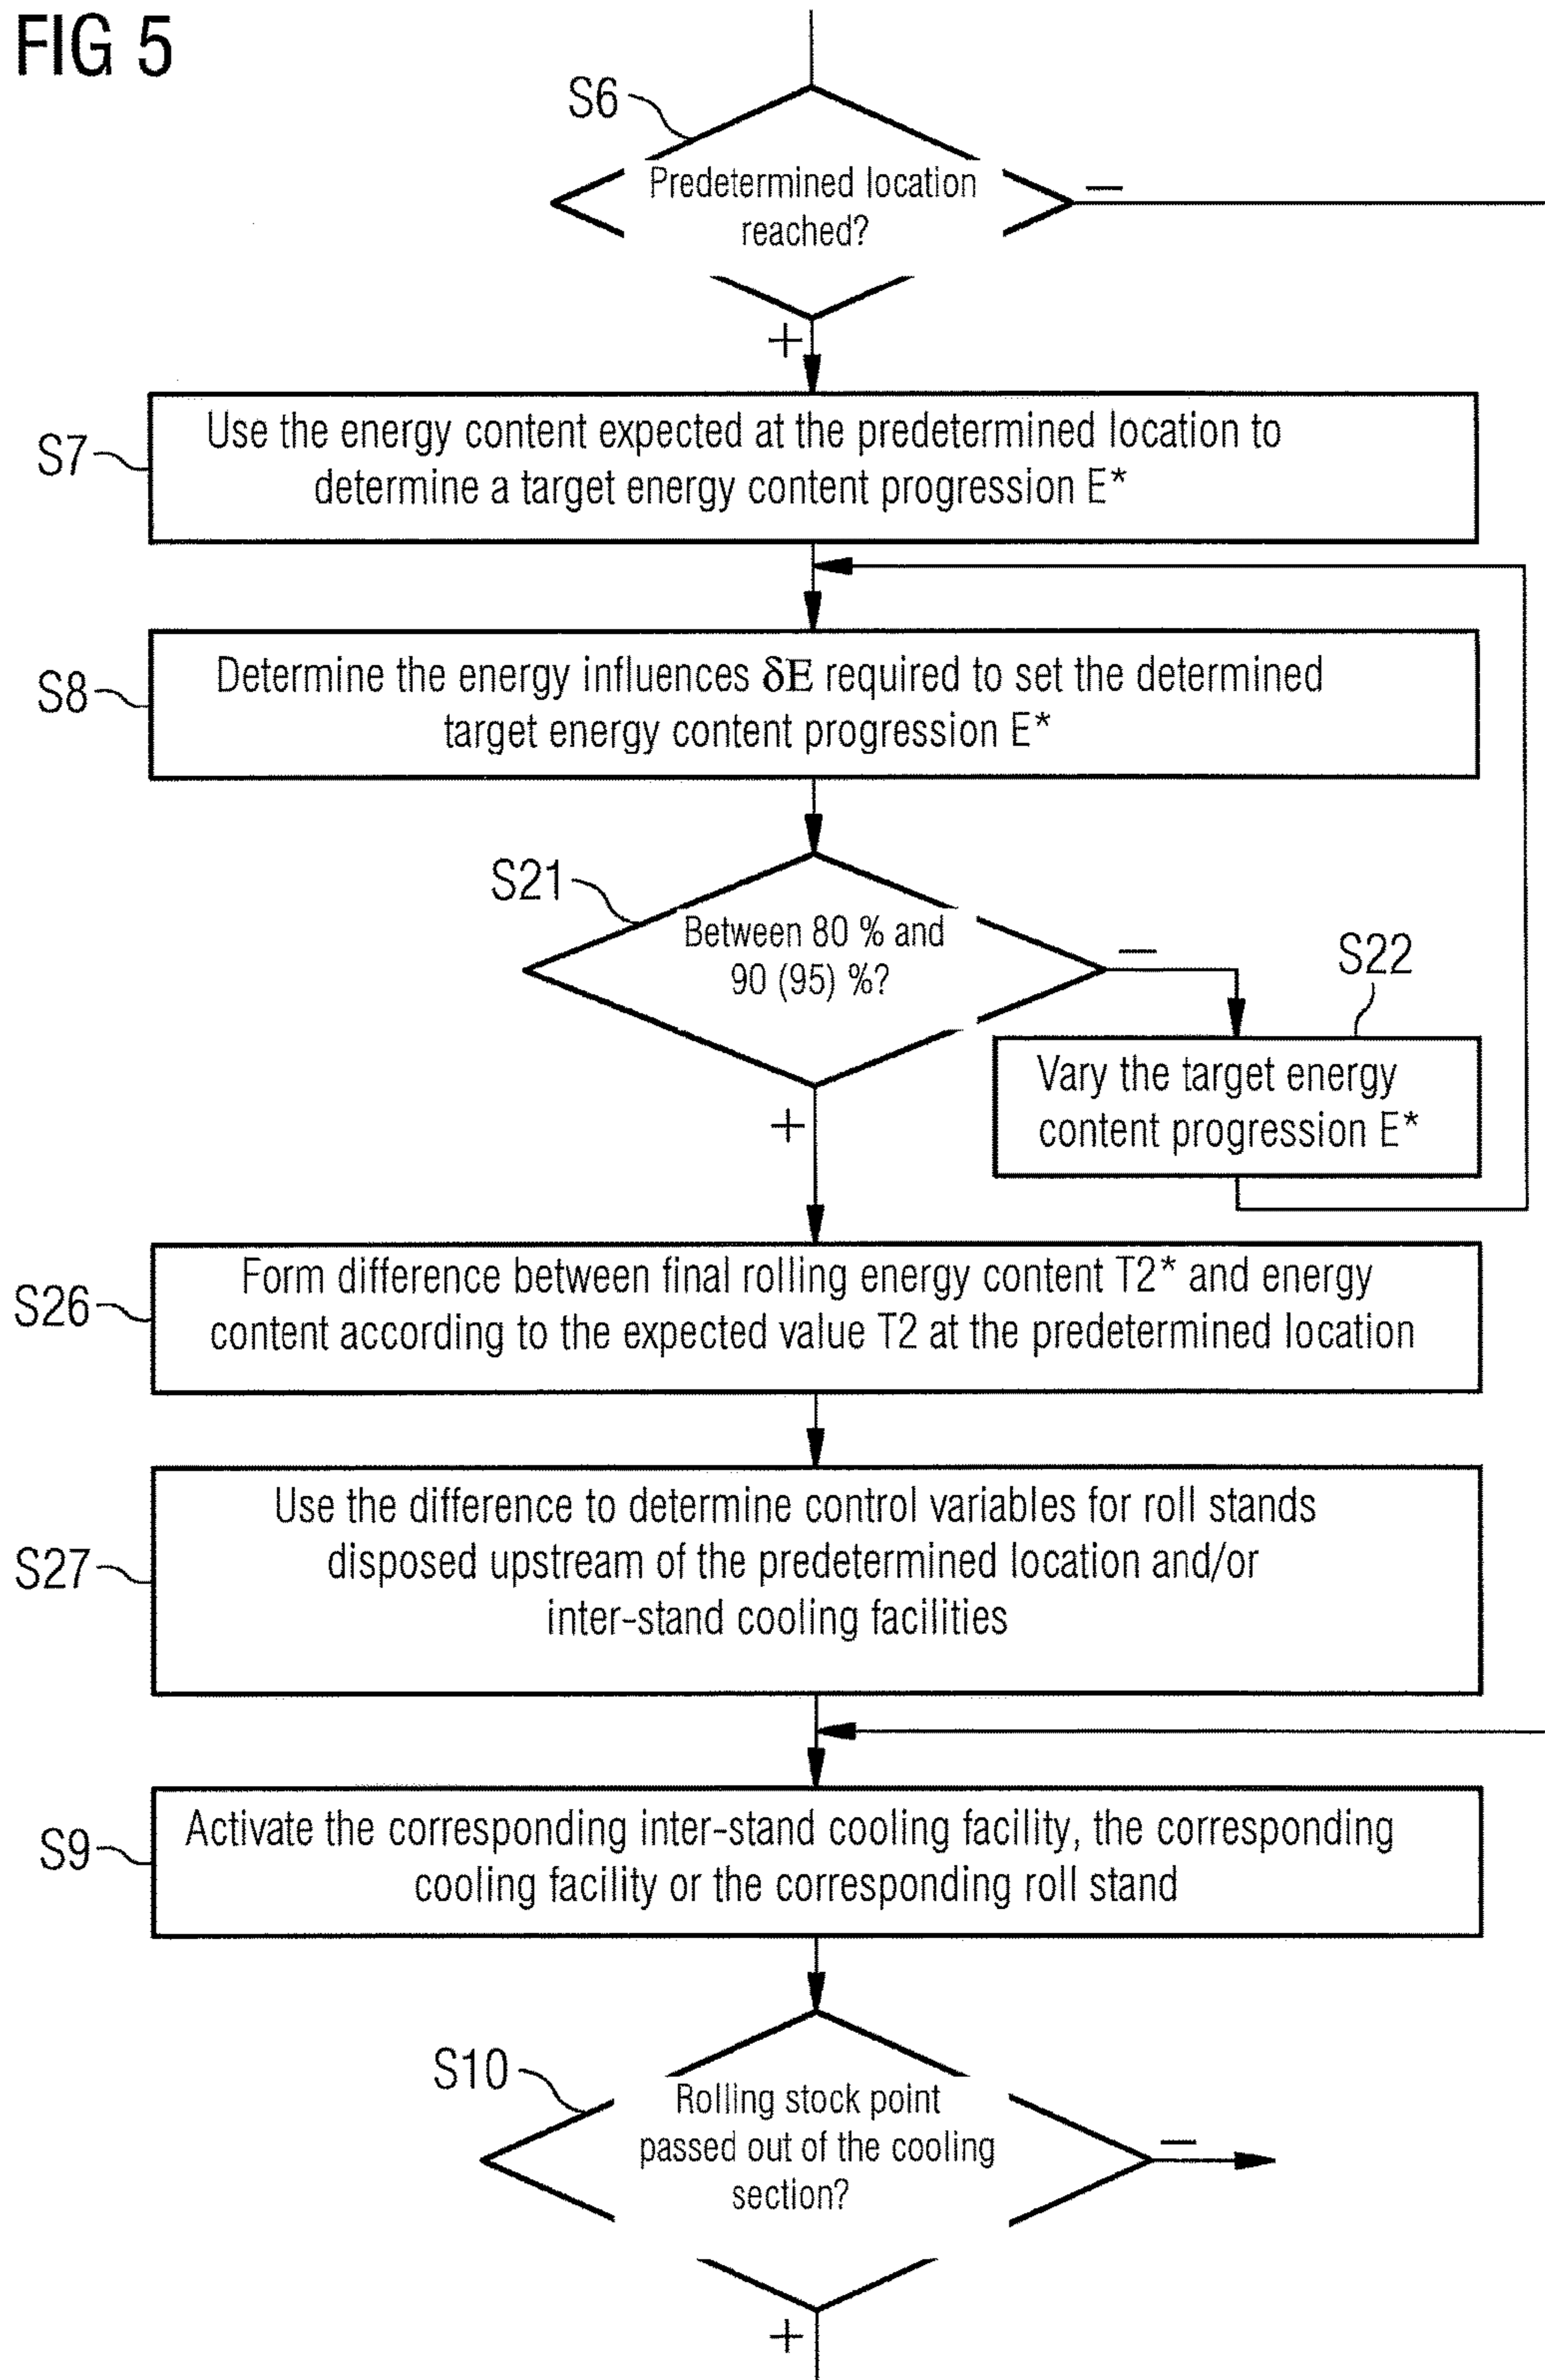 FIG 5
S6
Predetermined location
reached?
–
+
S7
Use the energy content expected at the predetermined location to
determine a target energy content progression E*
S8
Determine the energy influences δE required to set the determined
target energy content progression E*
S21
Between 80 % and
90 (95) %?
–
+
S22
Vary the target energy
content progression E*
S26
Form difference between final rolling energy content T2* and energy
content according to the expected value T2 at the predetermined location
S27
Use the difference to determine control variables for roll stands
disposed upstream of the predetermined location and/or
inter-stand cooling facilities
S9
Activate the corresponding inter-stand cooling facility, the corresponding
cooling facility or the corresponding roll stand
S10
Rolling stock point
passed out of the cooling
section?
–
+